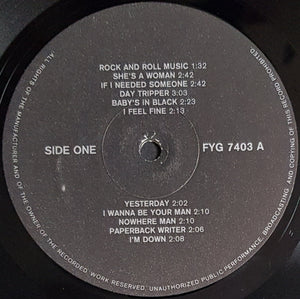 ROCK AND ROLL MUSIC 1:32
SHE'S A WOMAN 2:42
IF I NEEDED SOMEONE 2:42
DAY TRIPPER 3:03
BABY'S IN BLACK 2:23
I FEEL FINE 2:13
SIDE ONE
FYG 7403 A
YESTERDAY 2:02
I WANNA BE YOUR MAN 2:10
NOWHERE MAN 2:10
PAPERBACK WRITER 2:06
I'M DOWN 2:08
ALL RIGHTS OF THE MANUFACTURER AND OF THE OWNER OF THE RECORDED WORK RESERVED. UNAUTHORIZED PUBLIC PERFORMANCE, BROADCASTING AND COPYING OF THIS RECORD PROHIBITED.